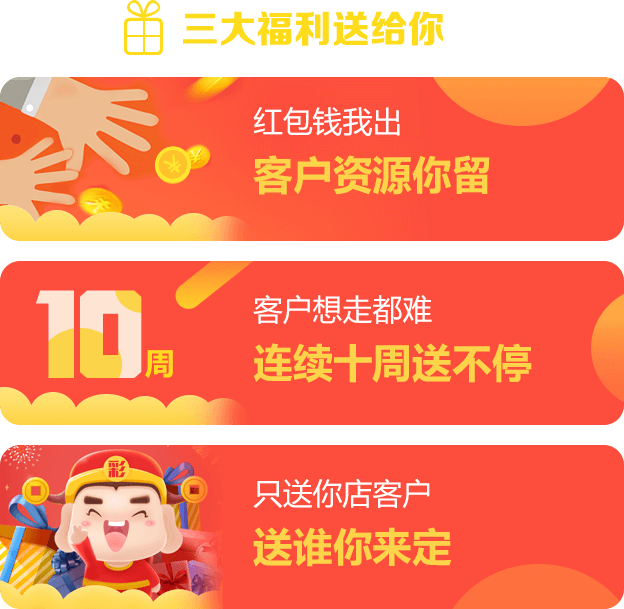 三大福利送给你
红包钱我出
客户资源你留
10周
客户想走都难
连续十周送不停
彩
只送你店客户
送谁你来定